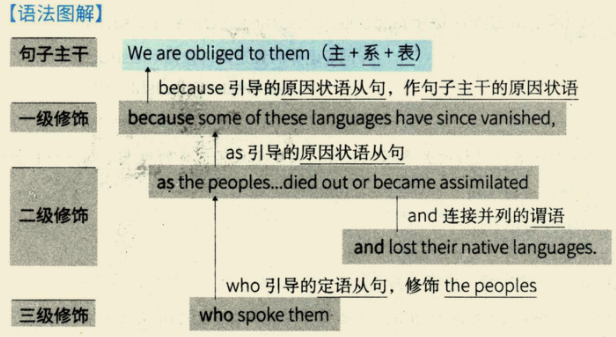 【语法图解】
句子主干 We are obliged to them（主+系+表）
because 引导的原因状语从句，作句子主干的原因状语
一级修饰 because some of these languages have since vanished,
as 引导的原因状语从句
as the peoples...died out or became assimilated
二级修饰 and 连接并列的谓语
and lost their native languages.
who 引导的定语从句，修饰 the peoples
三级修饰 who spoke them